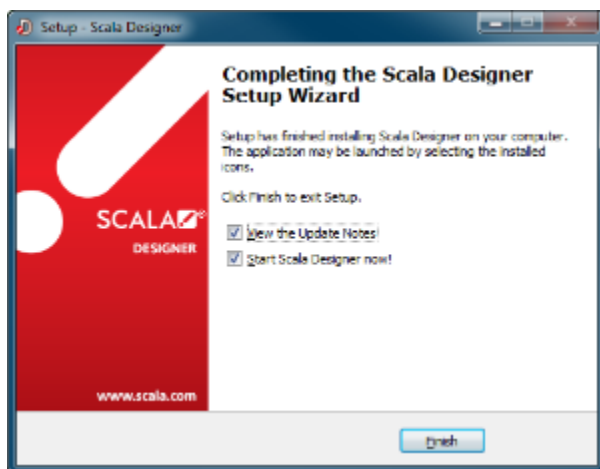 Setup - Scala Designer
Completing the Scala Designer
Setup Wizard
Setup has finished installing Scala Designer on your computer.
The application may be launched by selecting the installed
icons.
Click Finish to exit Setup.
SCALA®
DESIGNER
View the Update Notes
Start Scala Designer now!
www.scala.com
Finish